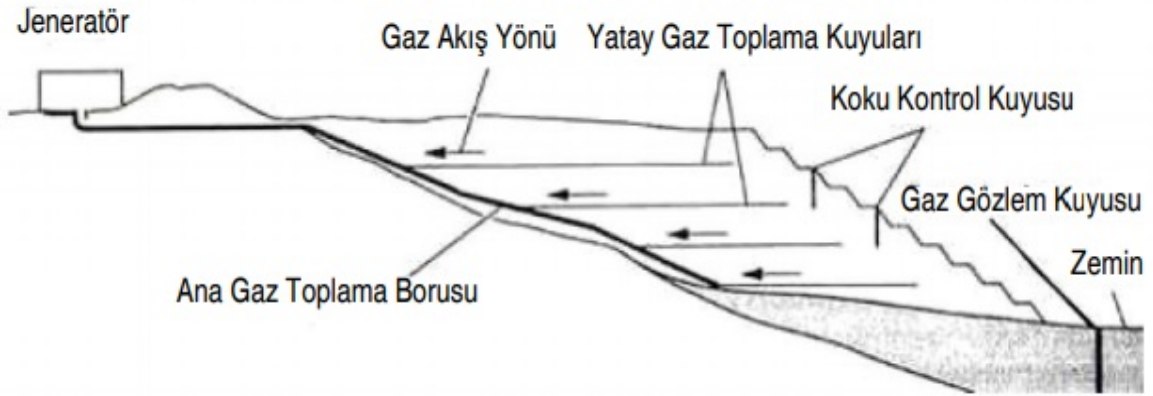 Jeneratör
Gaz Akış Yönü
Yatay Gaz Toplama Kuyuları
Koku Kontrol Kuyusu
Gaz Gözlem Kuyusu
Zemin
Ana Gaz Toplama Borusu